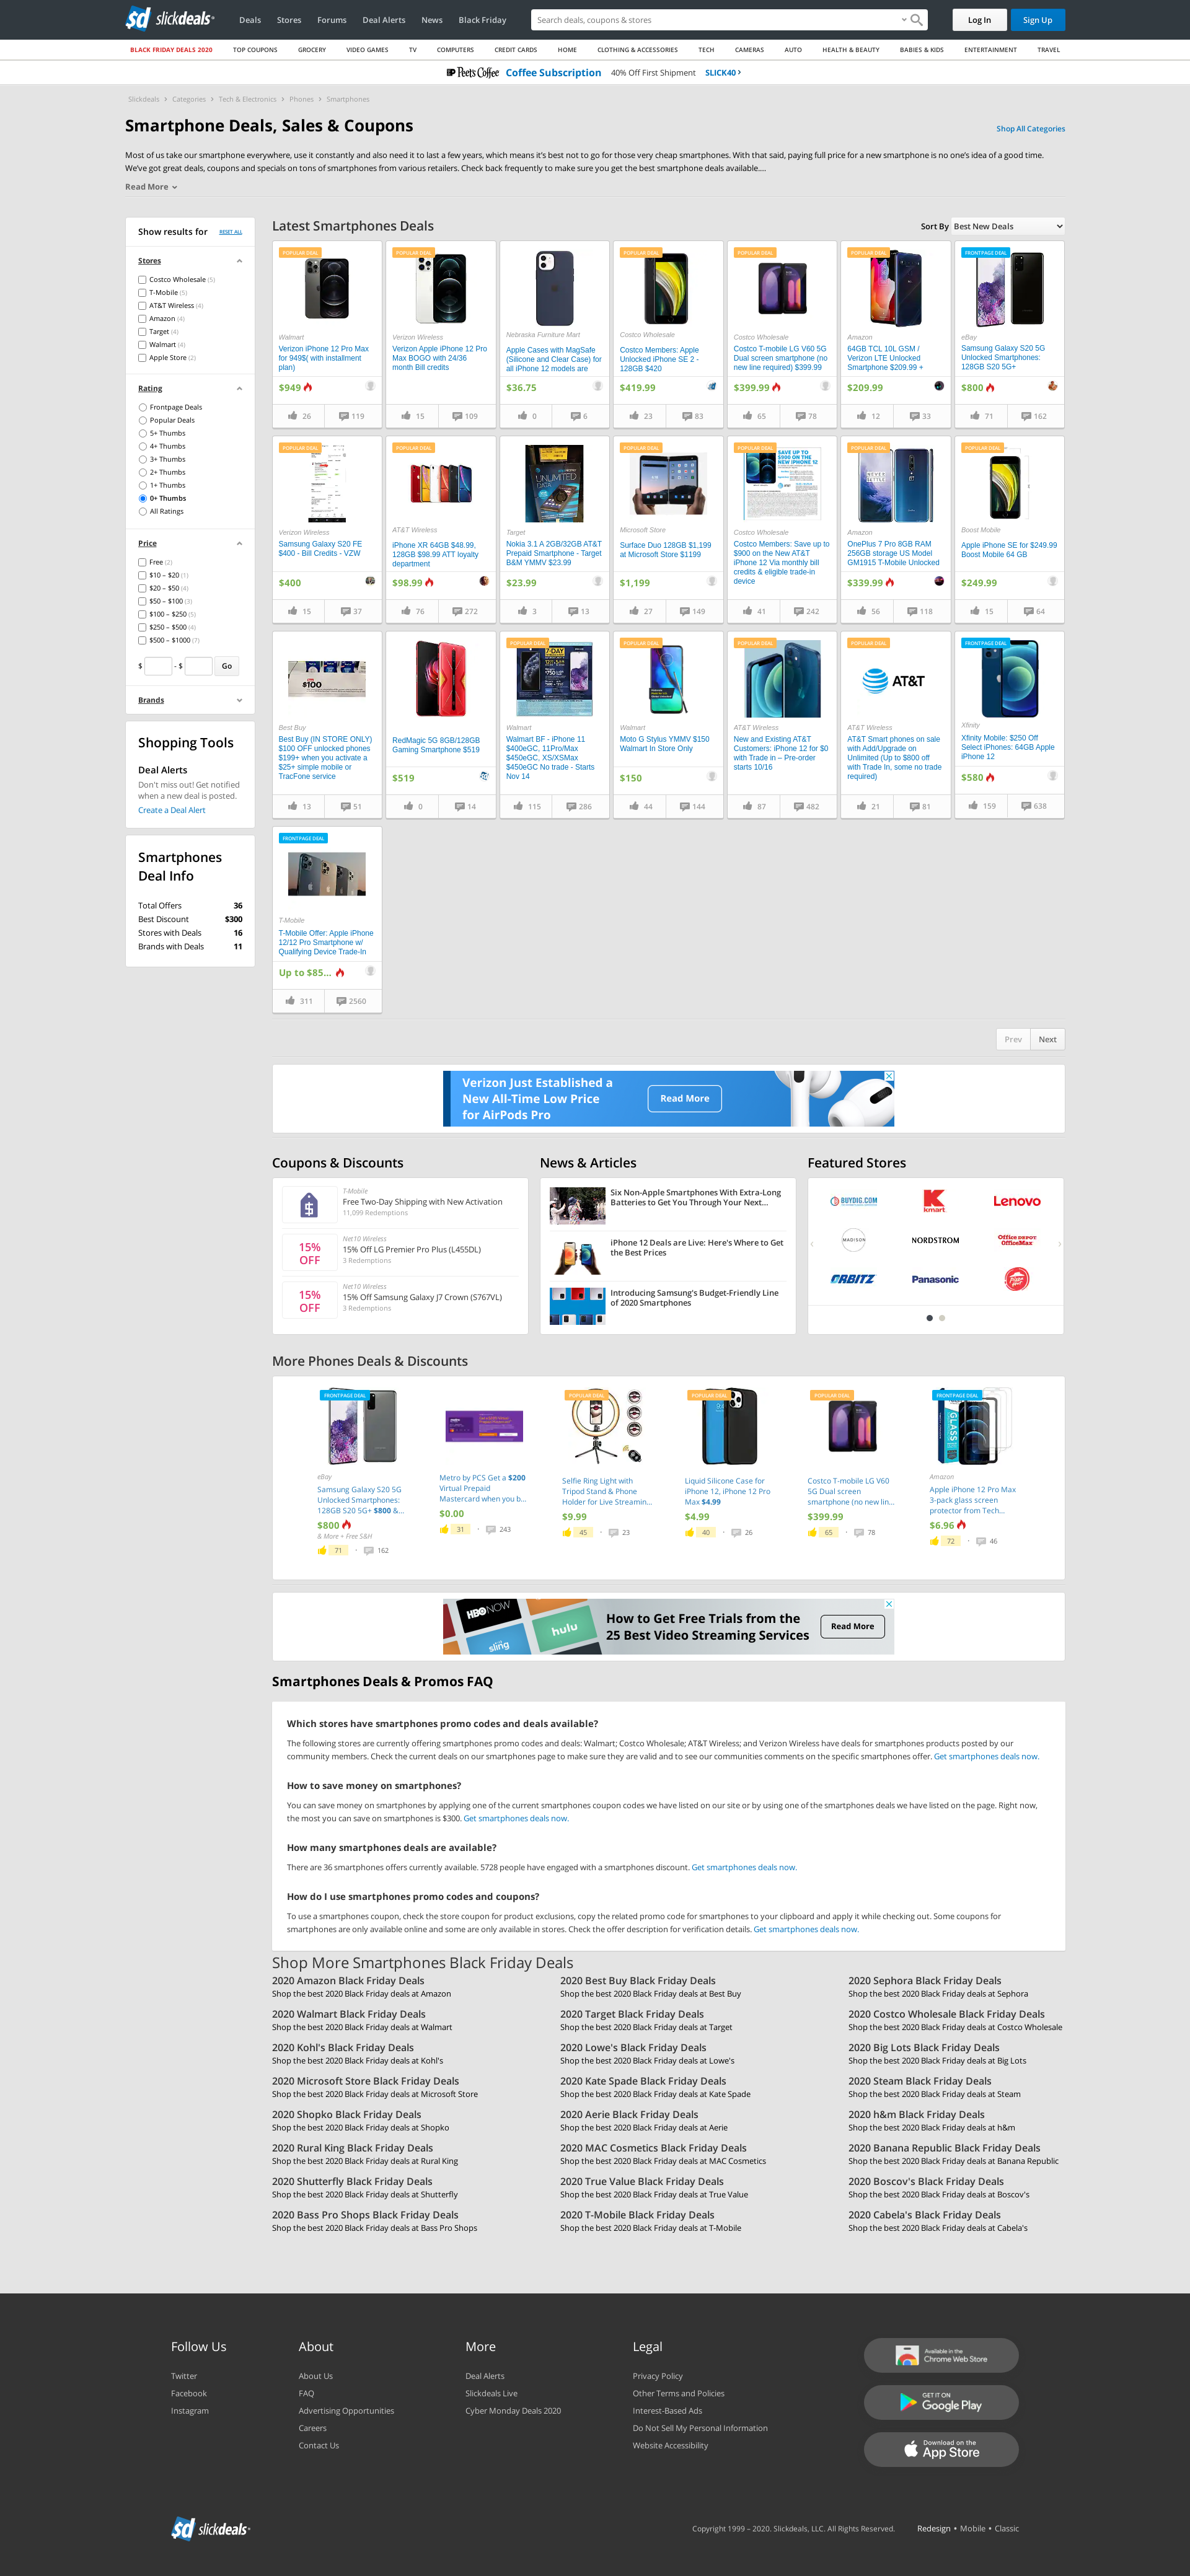 slickdeals
Deals Stores Forums Deal Alerts News Black Friday
Search deals, coupons & stores
Log In Sign Up
BLACK FRIDAY DEALS 2020 TOP COUPONS GROCERY VIDEO GAMES TV COMPUTERS CREDIT CARDS HOME CLOTHING & ACCESSORIES TECH CAMERAS AUTO HEALTH & BEAUTY BABIES & KIDS ENTERTAINMENT TRAVEL
Peet's Coffee Coffee Subscription 40% Off First Shipment SLICK40
Slickdeals > Categories > Tech & Electronics > Phones > Smartphones
Smartphone Deals, Sales & Coupons
Shop All Categories
Most of us take our smartphone everywhere, use it constantly and also need it to last a few years, which means it's best not to go for those very cheap smartphones. With that said, paying full price for a new smartphone is no one's idea of a good time.
We've got great deals, coupons and specials on tons of smartphones from various retailers. Check back frequently to make sure you get the best smartphone deals available....
Read More
Show results for RESET ALL
Stores
Costco Wholesale (5)
T-Mobile (5)
AT&T Wireless (4)
Amazon (4)
Target (4)
Walmart (4)
Apple Store (2)
Rating
Frontpage Deals
Popular Deals
5+ Thumbs
4+ Thumbs
3+ Thumbs
2+ Thumbs
1+ Thumbs
0+ Thumbs
All Ratings
Price
Free (2)
$10 – $20 (1)
$20 – $50 (4)
$50 – $100 (3)
$100 – $250 (5)
$250 – $500 (4)
$500 – $1000 (7)
$ - $ Go
Brands
Shopping Tools
Deal Alerts
Don't miss out! Get notified
when a new deal is posted.
Create a Deal Alert
Smartphones
Deal Info
Total Offers 36
Best Discount $300
Stores with Deals 16
Brands with Deals 11
Latest Smartphones Deals
Sort By Best New Deals
POPULAR DEAL
Walmart
Verizon iPhone 12 Pro Max
for 949$( with installment
plan)
$949
26 119
POPULAR DEAL
Verizon Wireless
Verizon Apple iPhone 12 Pro
Max BOGO with 24/36
month Bill credits
15 109
Nebraska Furniture Mart
Apple Cases with MagSafe
(Silicone and Clear Case) for
all iPhone 12 models are
$36.75
0 6
POPULAR DEAL
Costco Wholesale
Costco Members: Apple
Unlocked iPhone SE 2 -
128GB $420
$419.99
23 83
POPULAR DEAL
Costco Wholesale
Costco T-mobile LG V60 5G
Dual screen smartphone (no
new line required) $399.99
$399.99
65 78
POPULAR DEAL
Amazon
64GB TCL 10L GSM /
Verizon LTE Unlocked
Smartphone $209.99 +
$209.99
12 33
FRONTPAGE DEAL
eBay
Samsung Galaxy S20 5G
Unlocked Smartphones:
128GB S20 5G+
$800
71 162
POPULAR DEAL
Verizon Wireless
Samsung Galaxy S20 FE
$400 - Bill Credits - VZW
$400
15 37
POPULAR DEAL
AT&T Wireless
iPhone XR 64GB $48.99,
128GB $98.99 ATT loyalty
department
$98.99
76 272
UNLIMITED
DATA
Target
Nokia 3.1 A 2GB/32GB AT&T
Prepaid Smartphone - Target
B&M YMMV $23.99
$23.99
3 13
POPULAR DEAL
Microsoft Store
Surface Duo 128GB $1,199
at Microsoft Store $1199
$1,199
27 149
POPULAR DEAL
SAVE UP TO
$900 ON THE
NEW IPHONE 12
AT&T
Costco Wholesale
Costco Members: Save up to
$900 on the New AT&T
iPhone 12 Via monthly bill
credits & eligible trade-in
device
41 242
POPULAR DEAL
Amazon
OnePlus 7 Pro 8GB RAM
256GB storage US Model
GM1915 T-Mobile Unlocked
$339.99
56 118
POPULAR DEAL
Boost Mobile
Apple iPhone SE for $249.99
Boost Mobile 64 GB
$249.99
15 64
$100
Best Buy
Best Buy (IN STORE ONLY)
$100 OFF unlocked phones
$199+ when you activate a
$25+ simple mobile or
TracFone service
13 51
RedMagic 5G 8GB/128GB
Gaming Smartphone $519
$519
0 14
POPULAR DEAL
Walmart
Walmart BF - iPhone 11
$400eGC, 11Pro/Max
$450eGC, XS/XSMax
$450eGC No trade - Starts
Nov 14
115 286
POPULAR DEAL
Walmart
Moto G Stylus YMMV $150
Walmart In Store Only
$150
44 144
POPULAR DEAL
AT&T Wireless
New and Existing AT&T
Customers: iPhone 12 for $0
with Trade in – Pre-order
starts 10/16
87 482
POPULAR DEAL
AT&T
AT&T Wireless
AT&T Smart phones on sale
with Add/Upgrade on
Unlimited (Up to $800 off
with Trade In, some no trade
required)
21 81
FRONTPAGE DEAL
Xfinity
Xfinity Mobile: $250 Off
Select iPhones: 64GB Apple
iPhone 12
$580
159 638
FRONTPAGE DEAL
T-Mobile
T-Mobile Offer: Apple iPhone
12/12 Pro Smartphone w/
Qualifying Device Trade-In
Up to $85...
311 2560
Prev Next
Verizon Just Established a
New All-Time Low Price
for AirPods Pro
Read More
Coupons & Discounts
T-Mobile
Free Two-Day Shipping with New Activation
11,099 Redemptions
15%
OFF
Net10 Wireless
15% Off LG Premier Pro Plus (L455DL)
3 Redemptions
15%
OFF
Net10 Wireless
15% Off Samsung Galaxy J7 Crown (S767VL)
3 Redemptions
News & Articles
Six Non-Apple Smartphones With Extra-Long
Batteries to Get You Through Your Next...
iPhone 12 Deals are Live: Here's Where to Get
the Best Prices
Introducing Samsung's Budget-Friendly Line
of 2020 Smartphones
Featured Stores
BUYDIG.COM Kmart Lenovo
MADISON NORDSTROM Office DEPOT OfficeMax
ORBITZ Panasonic Pizza Hut
More Phones Deals & Discounts
FRONTPAGE DEAL
eBay
Samsung Galaxy S20 5G
Unlocked Smartphones:
128GB S20 5G+ $800 &...
$800
& More + Free S&H
71 · 162
Metro by PCS Get a $200
Virtual Prepaid
Mastercard when you b...
$0.00
31 · 243
POPULAR DEAL
Selfie Ring Light with
Tripod Stand & Phone
Holder for Live Streamin...
$9.99
45 · 23
POPULAR DEAL
Liquid Silicone Case for
iPhone 12, iPhone 12 Pro
Max $4.99
$4.99
40 · 26
POPULAR DEAL
Costco T-mobile LG V60
5G Dual screen
smartphone (no new lin...
$399.99
65 · 78
FRONTPAGE DEAL
GLASS
Amazon
Apple iPhone 12 Pro Max
3-pack glass screen
protector from Tech...
$6.96
72 · 46
HBO NOW
sling
hulu
How to Get Free Trials from the
25 Best Video Streaming Services
Read More
Smartphones Deals & Promos FAQ
Which stores have smartphones promo codes and deals available?
The following stores are currently offering smartphones promo codes and deals: Walmart; Costco Wholesale; AT&T Wireless; and Verizon Wireless have deals for smartphones products posted by our
community members. Check the current deals on our smartphones page to make sure they are valid and to see our communities comments on the specific smartphones offer. Get smartphones deals now.
How to save money on smartphones?
You can save money on smartphones by applying one of the current smartphones coupon codes we have listed on our site or by using one of the smartphones deals we have listed on the page. Right now,
the most you can save on smartphones is $300. Get smartphones deals now.
How many smartphones deals are available?
There are 36 smartphones offers currently available. 5728 people have engaged with a smartphones discount. Get smartphones deals now.
How do I use smartphones promo codes and coupons?
To use a smartphones coupon, check the store coupon for product exclusions, copy the related promo code for smartphones to your clipboard and apply it while checking out. Some coupons for
smartphones are only available online and some are only available in stores. Check the offer description for verification details. Get smartphones deals now.
Shop More Smartphones Black Friday Deals
2020 Amazon Black Friday Deals 2020 Best Buy Black Friday Deals 2020 Sephora Black Friday Deals
Shop the best 2020 Black Friday deals at Amazon Shop the best 2020 Black Friday deals at Best Buy Shop the best 2020 Black Friday deals at Sephora
2020 Walmart Black Friday Deals 2020 Target Black Friday Deals 2020 Costco Wholesale Black Friday Deals
Shop the best 2020 Black Friday deals at Walmart Shop the best 2020 Black Friday deals at Target Shop the best 2020 Black Friday deals at Costco Wholesale
2020 Kohl's Black Friday Deals 2020 Lowe's Black Friday Deals 2020 Big Lots Black Friday Deals
Shop the best 2020 Black Friday deals at Kohl's Shop the best 2020 Black Friday deals at Lowe's Shop the best 2020 Black Friday deals at Big Lots
2020 Microsoft Store Black Friday Deals 2020 Kate Spade Black Friday Deals 2020 Steam Black Friday Deals
Shop the best 2020 Black Friday deals at Microsoft Store Shop the best 2020 Black Friday deals at Kate Spade Shop the best 2020 Black Friday deals at Steam
2020 Shopko Black Friday Deals 2020 Aerie Black Friday Deals 2020 h&m Black Friday Deals
Shop the best 2020 Black Friday deals at Shopko Shop the best 2020 Black Friday deals at Aerie Shop the best 2020 Black Friday deals at h&m
2020 Rural King Black Friday Deals 2020 MAC Cosmetics Black Friday Deals 2020 Banana Republic Black Friday Deals
Shop the best 2020 Black Friday deals at Rural King Shop the best 2020 Black Friday deals at MAC Cosmetics Shop the best 2020 Black Friday deals at Banana Republic
2020 Shutterfly Black Friday Deals 2020 True Value Black Friday Deals 2020 Boscov's Black Friday Deals
Shop the best 2020 Black Friday deals at Shutterfly Shop the best 2020 Black Friday deals at True Value Shop the best 2020 Black Friday deals at Boscov's
2020 Bass Pro Shops Black Friday Deals 2020 T-Mobile Black Friday Deals 2020 Cabela's Black Friday Deals
Shop the best 2020 Black Friday deals at Bass Pro Shops Shop the best 2020 Black Friday deals at T-Mobile Shop the best 2020 Black Friday deals at Cabela's
Follow Us
Twitter
Facebook
Instagram
About
About Us
FAQ
Advertising Opportunities
Careers
Contact Us
More
Deal Alerts
Slickdeals Live
Cyber Monday Deals 2020
Legal
Privacy Policy
Other Terms and Policies
Interest-Based Ads
Do Not Sell My Personal Information
Website Accessibility
Available in the
Chrome Web Store
GET IT ON
Google Play
Download on the
App Store
slickdeals
Copyright 1999 – 2020. Slickdeals, LLC. All Rights Reserved. Redesign • Mobile • Classic